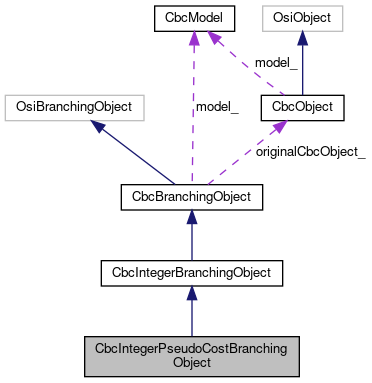 CbcModel
OsiObject
model_
OsiBranchingObject
model_
CbcObject
originalCbcObject_
CbcBranchingObject
CbcIntegerBranchingObject
CbcIntegerPseudoCostBranching
Object